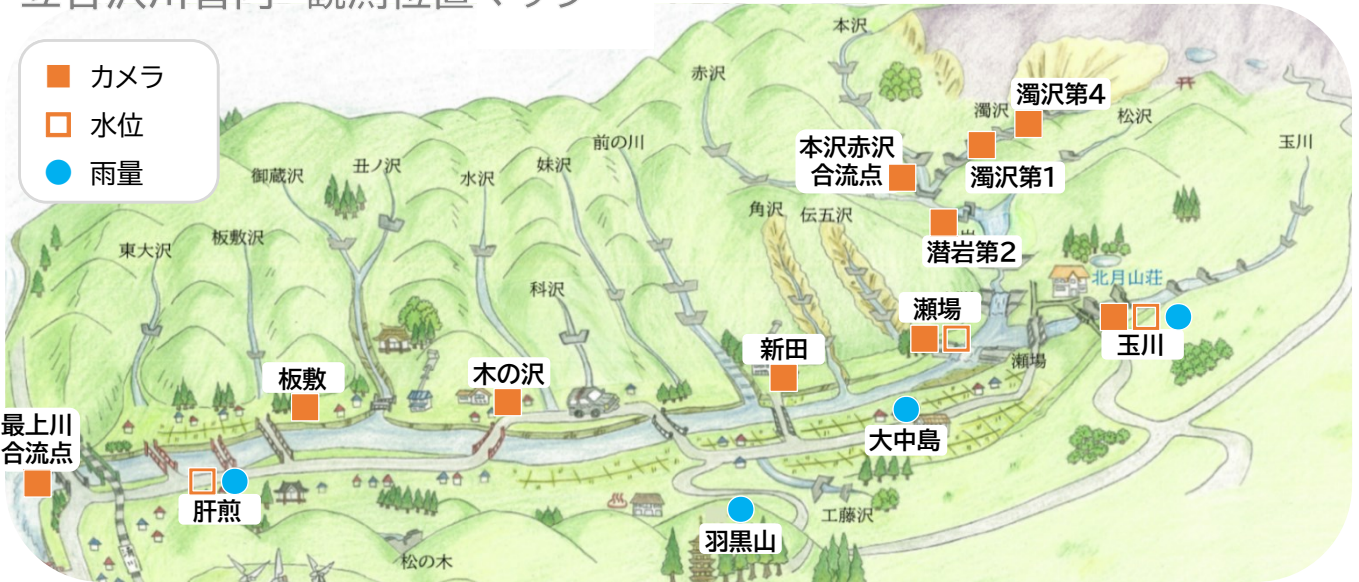 カメラ
水位
雨量
本沢
赤沢
濁沢第4
濁沢
松沢
前の川
本沢赤沢
合流点
濁沢第1
玉川
御蔵沢
丑ノ沢
水沢
妹沢
角沢
伝五沢
潜岩第2
東大沢
板敷沢
北月山荘
科沢
瀬場
玉川
新田
瀬場
板敷
木の沢
最上川
合流点
大中島
肝煎
羽黒山
工藤沢
松の木